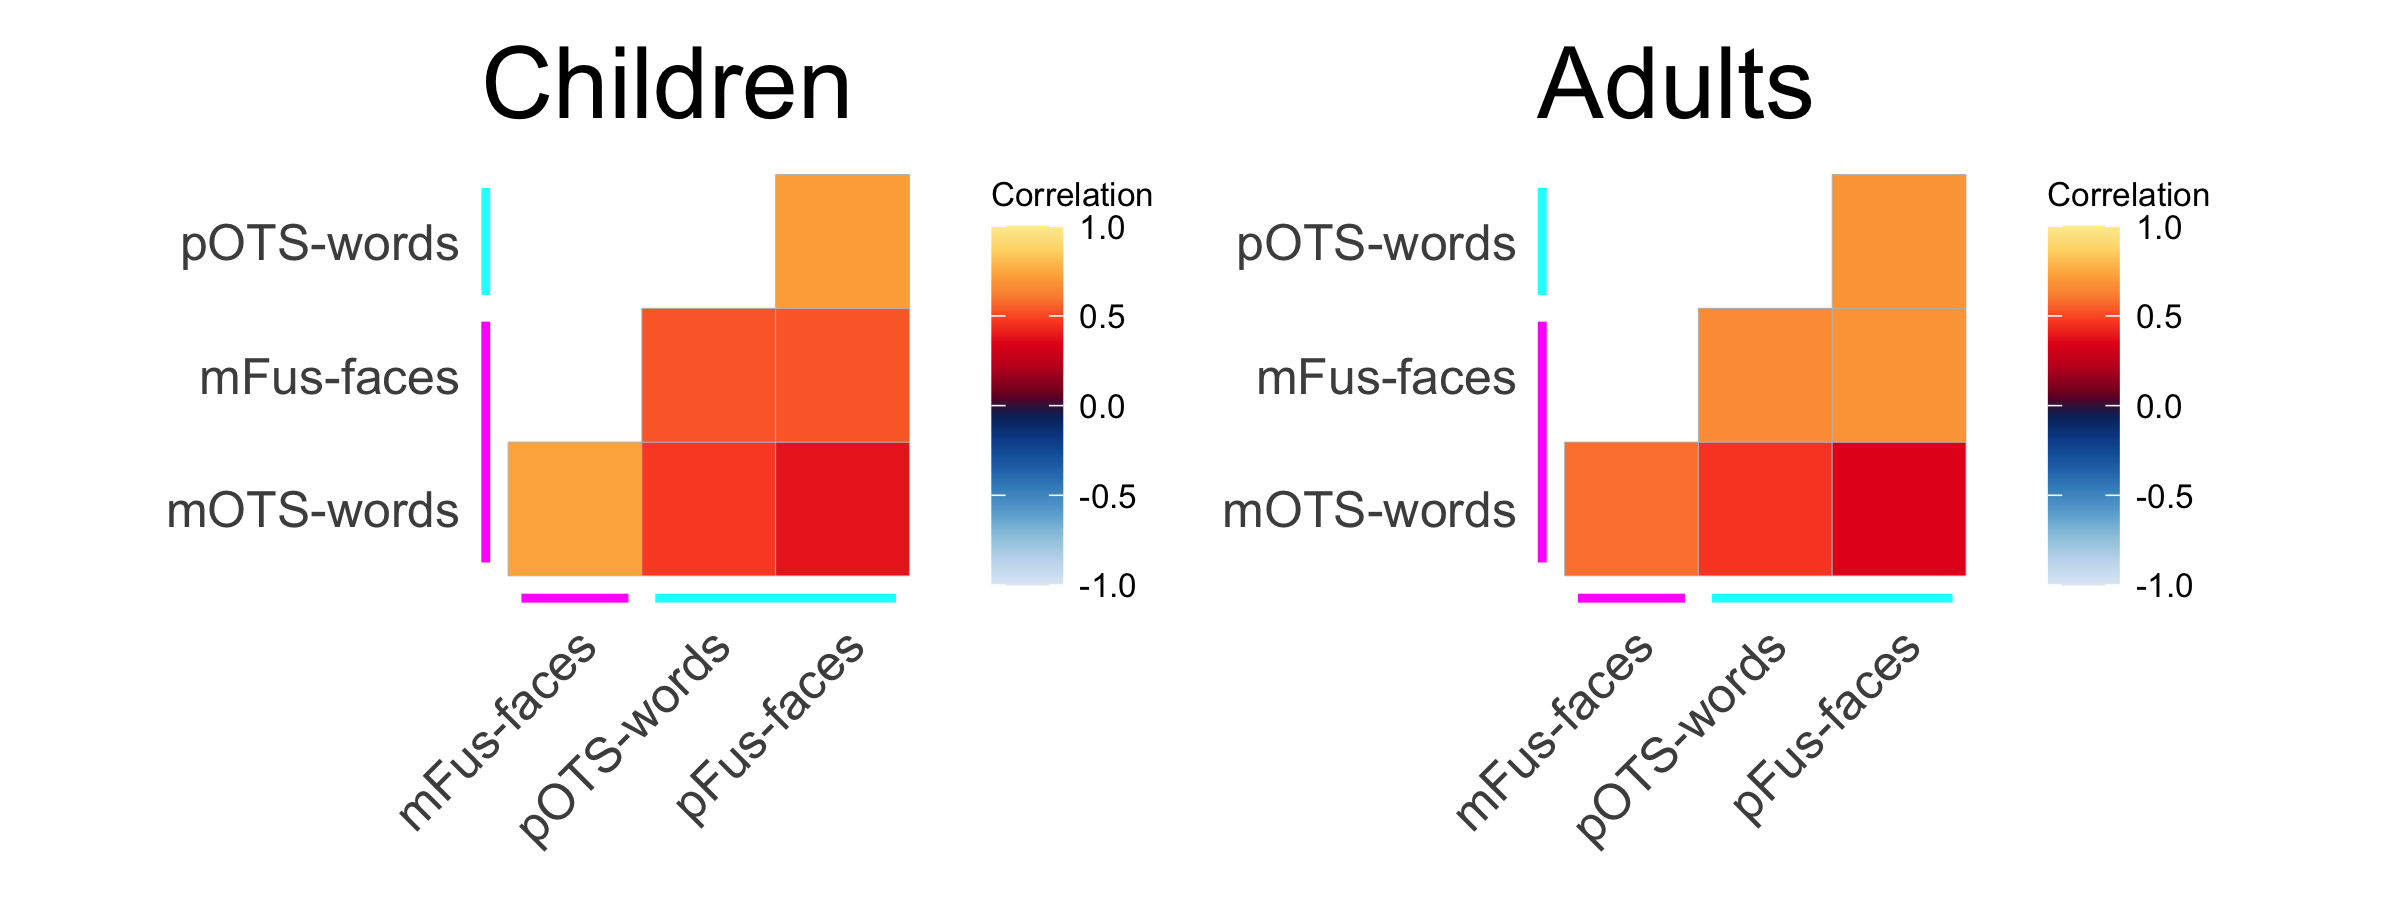 Children
pOTS-words
mFus-faces
mOTS-words
mFus-faces
pOTS-words
pFus-faces
Correlation
1.0
0.5
0.0
-0.5
-1.0
Adults
pOTS-words
mFus-faces
mOTS-words
mFus-faces
pOTS-words
pFus-faces
Correlation
1.0
0.5
0.0
-0.5
-1.0